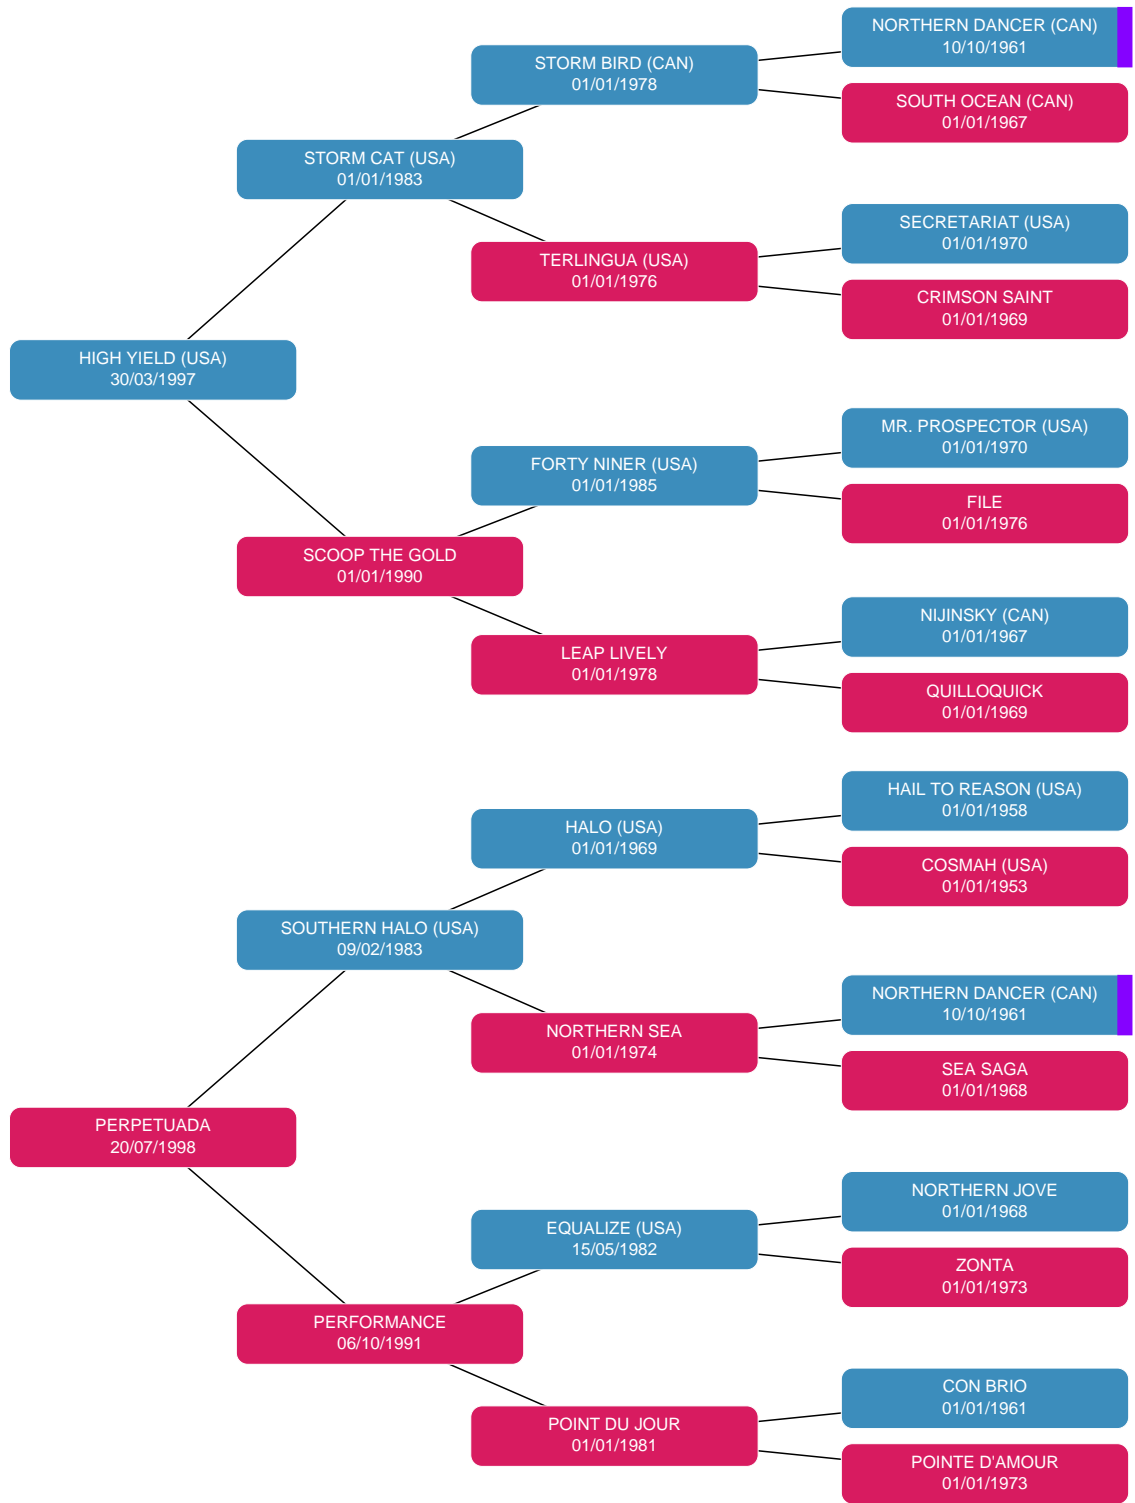 NORTHERN DANCER (CAN)
10/10/1961
STORM BIRD (CAN)
01/01/1978
SOUTH OCEAN (CAN)
01/01/1967
STORM CAT (USA)
01/01/1983
SECRETARIAT (USA)
01/01/1970
TERLINGUA (USA)
01/01/1976
CRIMSON SAINT
01/01/1969
HIGH YIELD (USA)
30/03/1997
MR. PROSPECTOR (USA)
01/01/1970
FORTY NINER (USA)
01/01/1985
FILE
01/01/1976
SCOOP THE GOLD
01/01/1990
NIJINSKY (CAN)
01/01/1967
LEAP LIVELY
01/01/1978
QUILLOQUICK
01/01/1969
HAIL TO REASON (USA)
01/01/1958
HALO (USA)
01/01/1969
COSMAH (USA)
01/01/1953
SOUTHERN HALO (USA)
09/02/1983
NORTHERN DANCER (CAN)
10/10/1961
NORTHERN SEA
01/01/1974
SEA SAGA
01/01/1968
PERPETUADA
20/07/1998
NORTHERN JOVE
01/01/1968
EQUALIZE (USA)
15/05/1982
ZONTA
01/01/1973
PERFORMANCE
06/10/1991
CON BRIO
01/01/1961
POINT DU JOUR
01/01/1981
POINTE D'AMOUR
01/01/1973